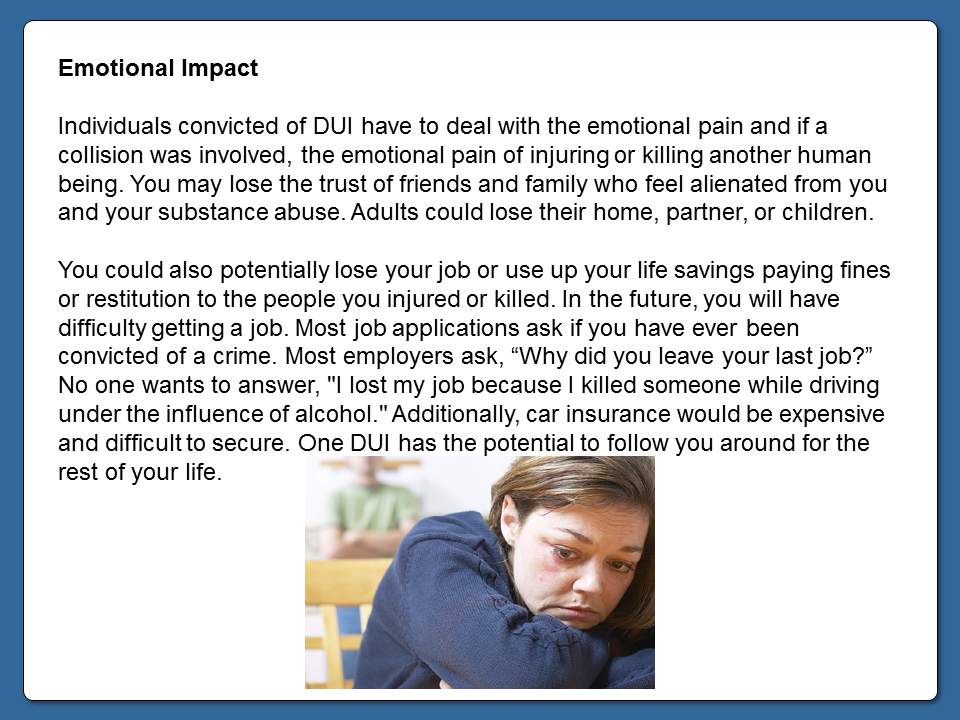 Emotional Impact
Individuals convicted of DUI have to deal with the emotional pain and if a
collision was involved, the emotional pain of injuring or killing another human
being. You may lose the trust of friends and family who feel alienated from you
and your substance abuse. Adults could lose their home, partner, or children.
You could also potentially lose your job or use up your life savings paying fines
or restitution to the people you injured or killed. In the future, you will have
difficulty getting a job. Most job applications ask if you have ever been
convicted of a crime. Most employers ask, “Why did you leave your last job?”
No one wants to answer, "I lost my job because I killed someone while driving
under the influence of alcohol." Additionally, car insurance would be expensive
and difficult to secure. One DUI has the potential to follow you around for the
rest of your life.